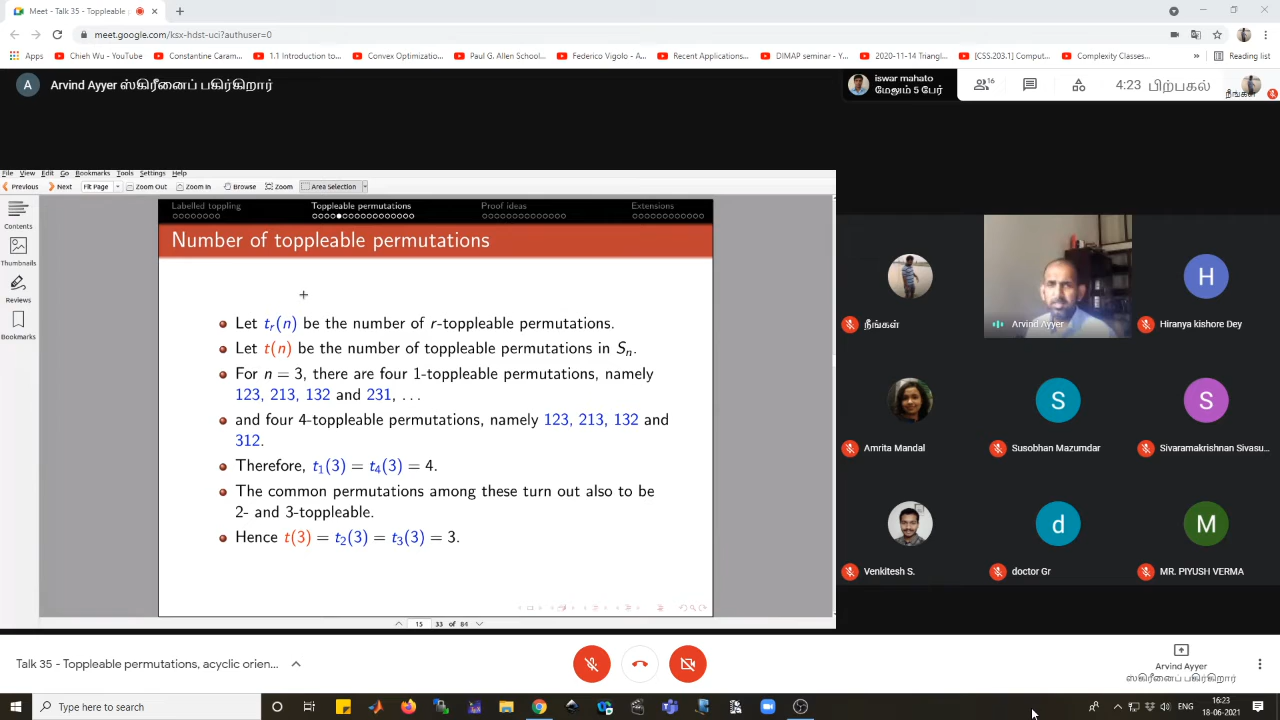 Meet - Talk 35 - Toppleable
meet.google.com/ksx-hdst-uci?authuser=0
Apps Chieh Wu - YouTube Constantine Caram... 1.1 Introduction to... Convex Optimizatio... Paul G. Allen School... Federico Vigolo - A... Recent Applications... DIMAP seminar - Y... 2020-11-14 Triangl... [CSS.203.1] Comput... Complexity Classes... » Reading list
A Arvind Ayyer ஸ்கிரீனைப் பகிர்கிறார்
iswar mahato
மேலும் 5 பேர்
16
4:23 பிற்பகல்
நீங்கள்
File View Edit Go Bookmarks Tools Settings Help
Previous Next Fit Page Zoom Out Zoom In Browse Zoom Area Selection
Contents
Thumbnails
Reviews
Bookmarks
Labelled toppling Toppleable permutations Proof ideas Extensions
Number of toppleable permutations
Let tᵣ(n) be the number of r-toppleable permutations.
Let t(n) be the number of toppleable permutations in Sₙ.
For n = 3, there are four 1-toppleable permutations, namely
123, 213, 132 and 231, . . .
and four 4-toppleable permutations, namely 123, 213, 132 and
312.
Therefore, t₁(3) = t₄(3) = 4.
The common permutations among these turn out also to be
2- and 3-toppleable.
Hence t(3) = t₂(3) = t₃(3) = 3.
15 33 of 84
நீங்கள்
Arvind Ayyer
H
Hiranya kishore Dey
Amrita Mandal
S
Susobhan Mazumdar
S
Sivaramakrishnan Sivasu...
Venkitesh S.
d
doctor Gr
M
MR. PIYUSH VERMA
Talk 35 - Toppleable permutations, acyclic orien...
Arvind Ayyer
ஸ்கிரீனைப் பகிர்கிறார்
Type here to search
ENG
16:23
18-06-2021